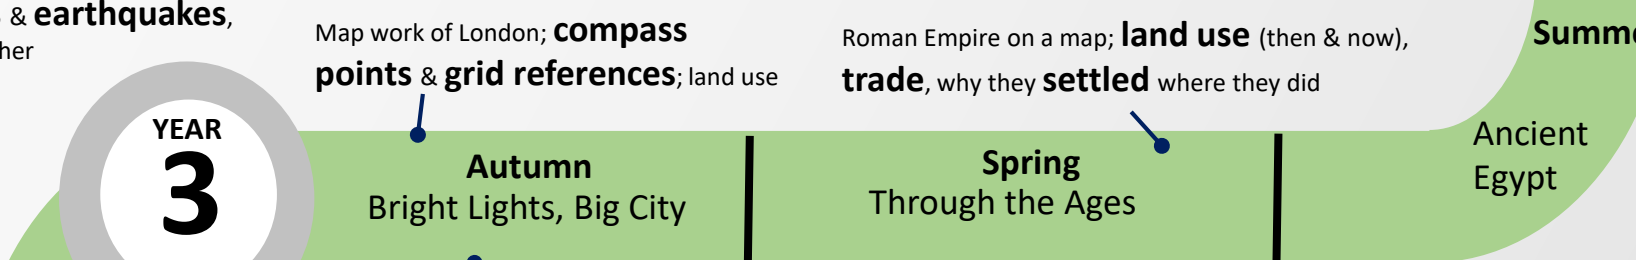 & earthquakes,
Map work of London; compass
points & grid references; land use
Roman Empire on a map; land use (then & now),
trade, why they settled where they did
YEAR
3
Autumn
Bright Lights, Big City
Spring
Through the Ages
Ancient
Egypt